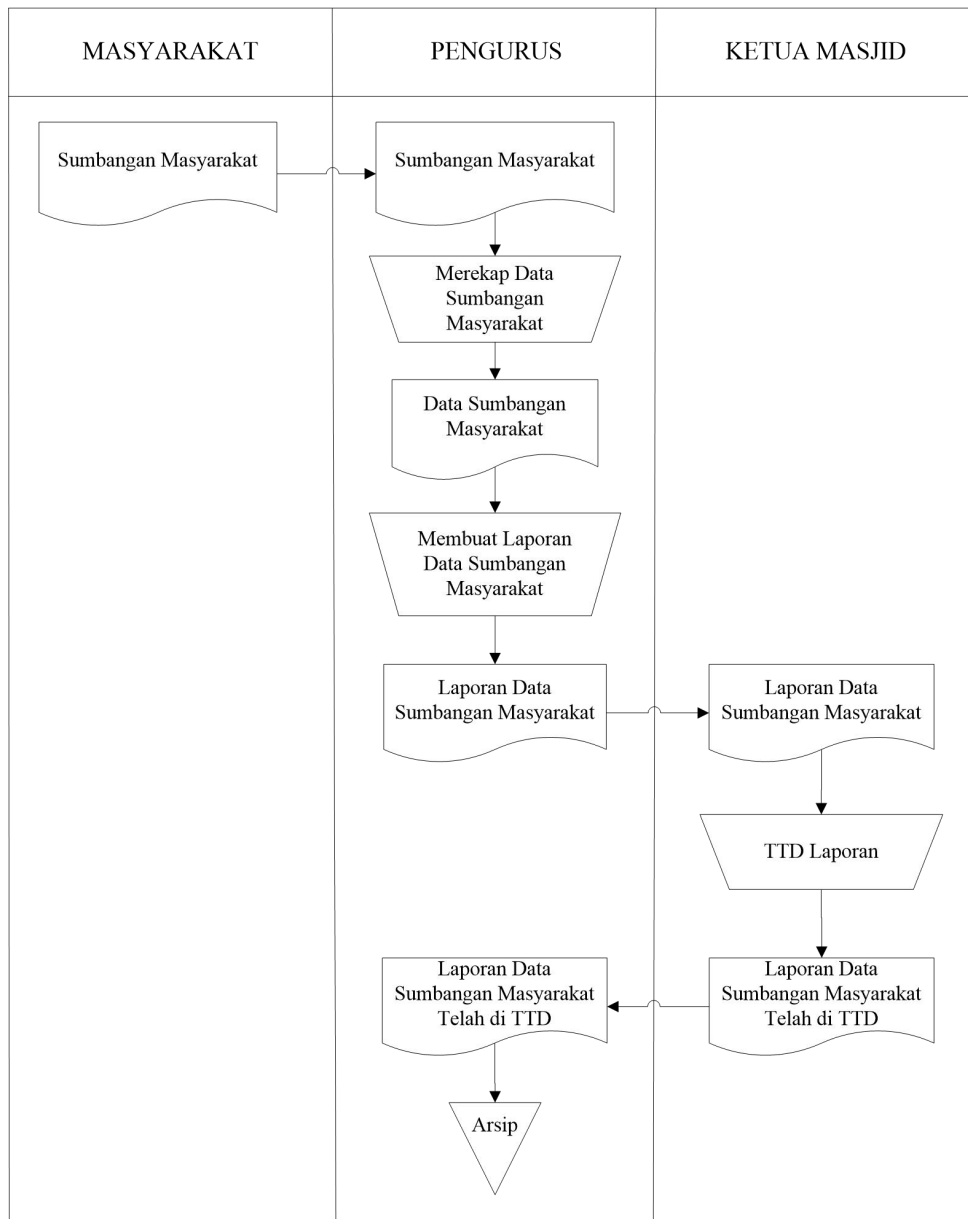 MASYARAKAT
PENGURUS
KETUA MASJID
Sumbangan Masyarakat
Sumbangan Masyarakat
Merekap Data
Sumbangan
Masyarakat
Data Sumbangan
Masyarakat
Membuat Laporan
Data Sumbangan
Masyarakat
Laporan Data
Sumbangan Masyarakat
Laporan Data
Sumbangan Masyarakat
TTD Laporan
Laporan Data
Sumbangan Masyarakat
Telah di TTD
Laporan Data
Sumbangan Masyarakat
Telah di TTD
Arsip